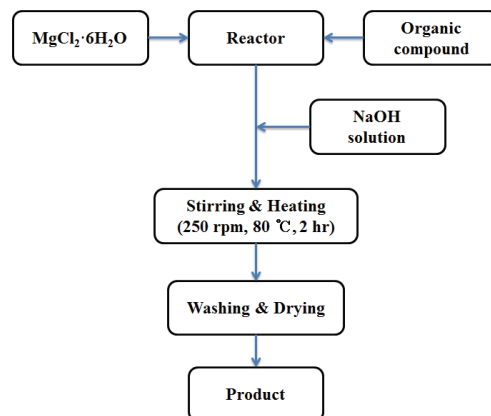 MgCl₂·6H₂O
Reactor
Organic
compound
NaOH
solution
Stirring & Heating
(250 rpm, 80 ℃, 2 hr)
Washing & Drying
Product